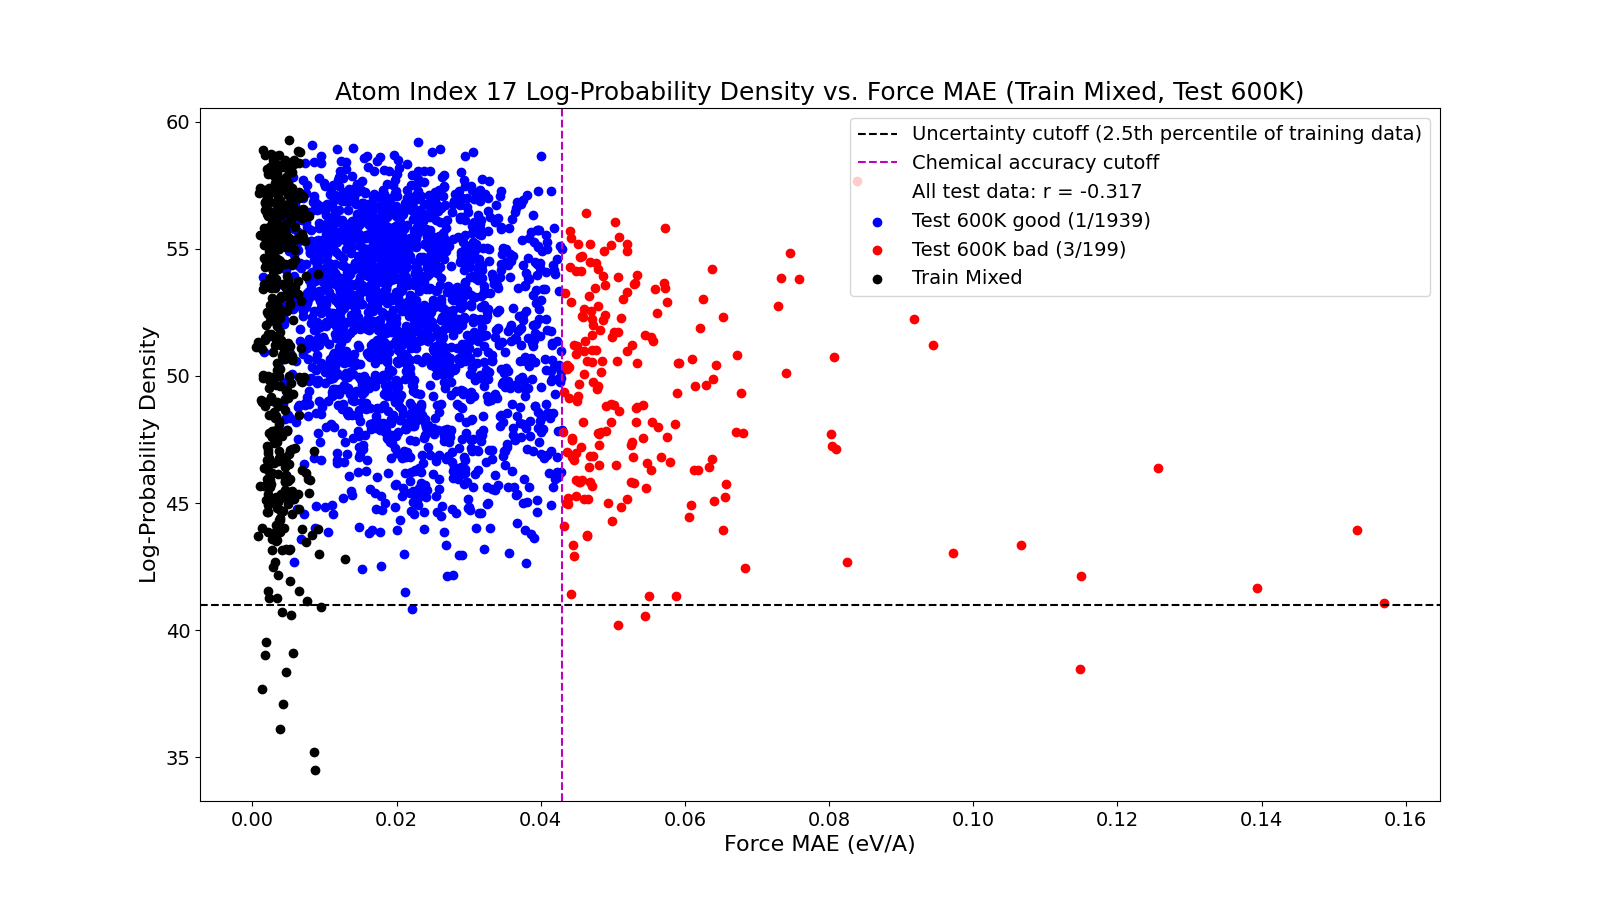 Atom Index 17 Log-Probability Density vs. Force MAE (Train Mixed, Test 600K)
Uncertainty cutoff (2.5th percentile of training data)
Chemical accuracy cutoff
All test data: r = -0.317
Test 600K good (1/1939)
Test 600K bad (3/199)
Train Mixed
Log-Probability Density
60
55
50
45
40
35
0.00 0.02 0.04 0.06 0.08 0.10 0.12 0.14 0.16
Force MAE (eV/A)